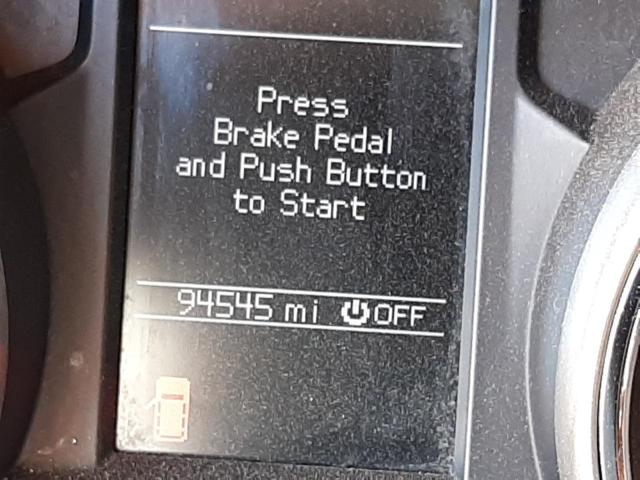 Press
Brake Pedal
and Push Button
to Start
94545 mi OFF